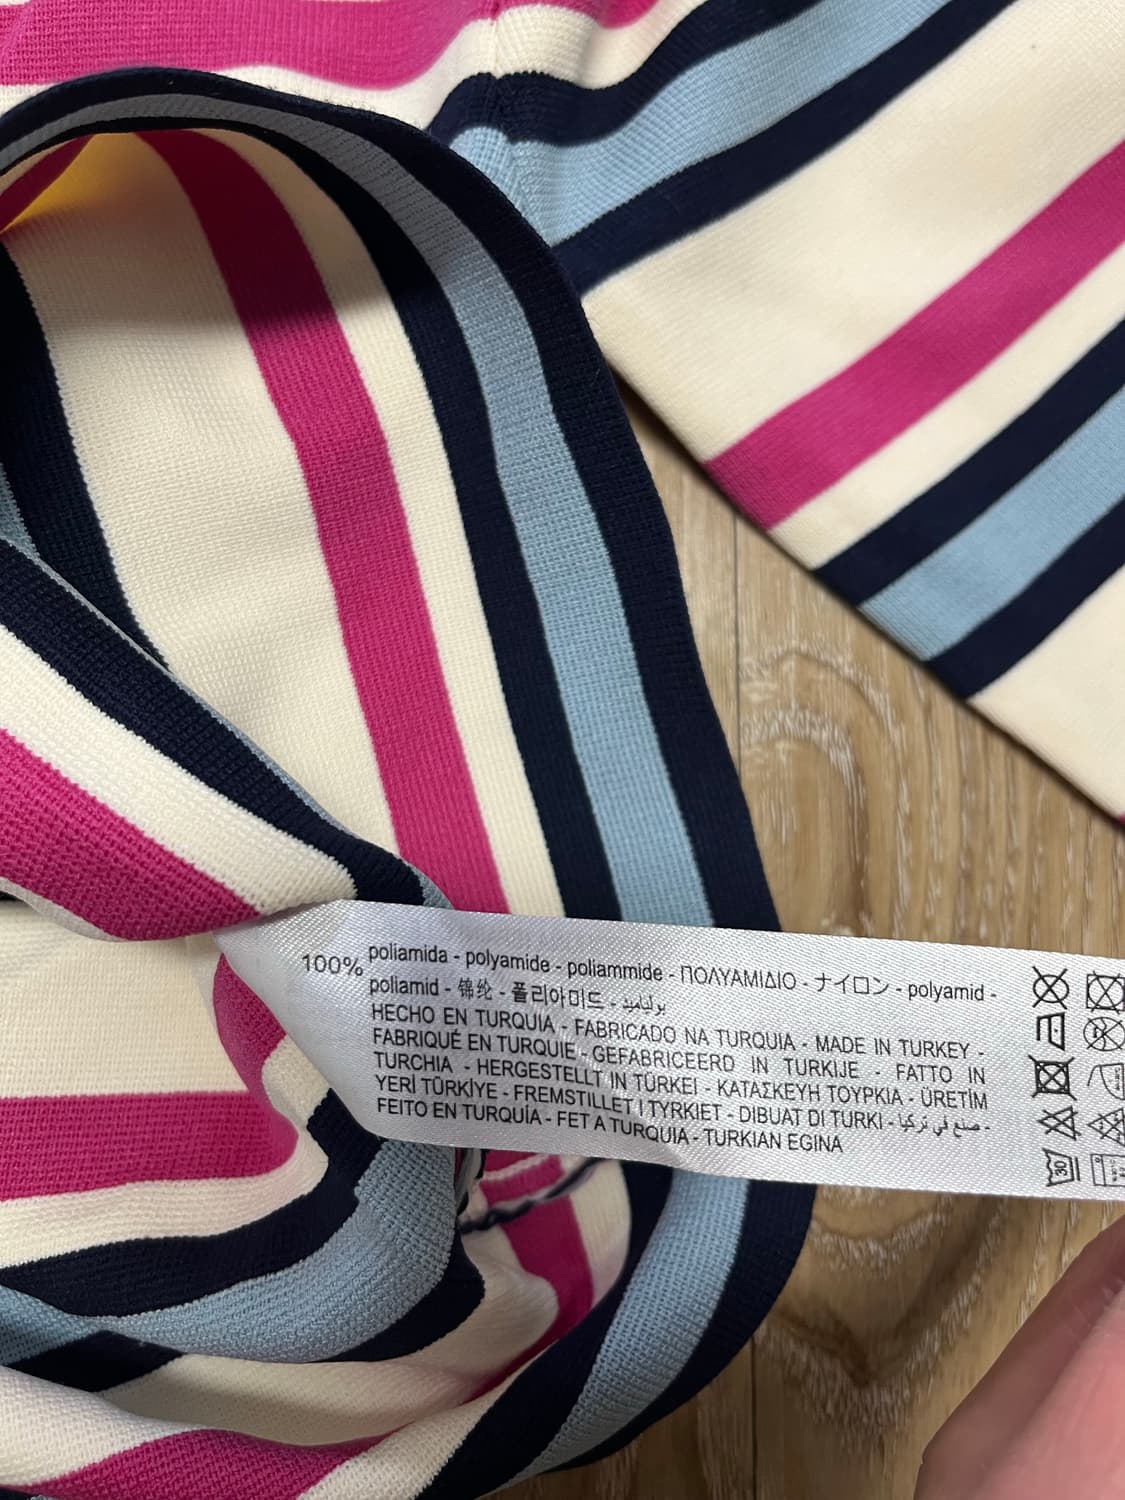 100% poliamida - polyamide - poliammide - ΠΟΛΥΑΜΙΔΙΟ - ナイロン - polyamid -
poliamid - 锦纶 - 폴리아미드 - بوليامید
HECHO EN TURQUIA - FABRICADO NA TURQUIA - MADE IN TURKEY -
FABRIQUÉ EN TURQUIE - GEFABRICEERD IN TURKIJE - FATTO IN
TURCHIA - HERGESTELLT IN TÜRKEI - ΚΑΤΑΣΚΕΥΗ ΤΟΥΡΚΙΑ - ÜRETİM
YERİ TÜRKİYE - FREMSTILLET I TYRKIET - DIBUAT DI TURKI - صنع في تركيا -
FEITO EN TURQUÍA - FET A TURQUIA - TURKIAN EGINA
30